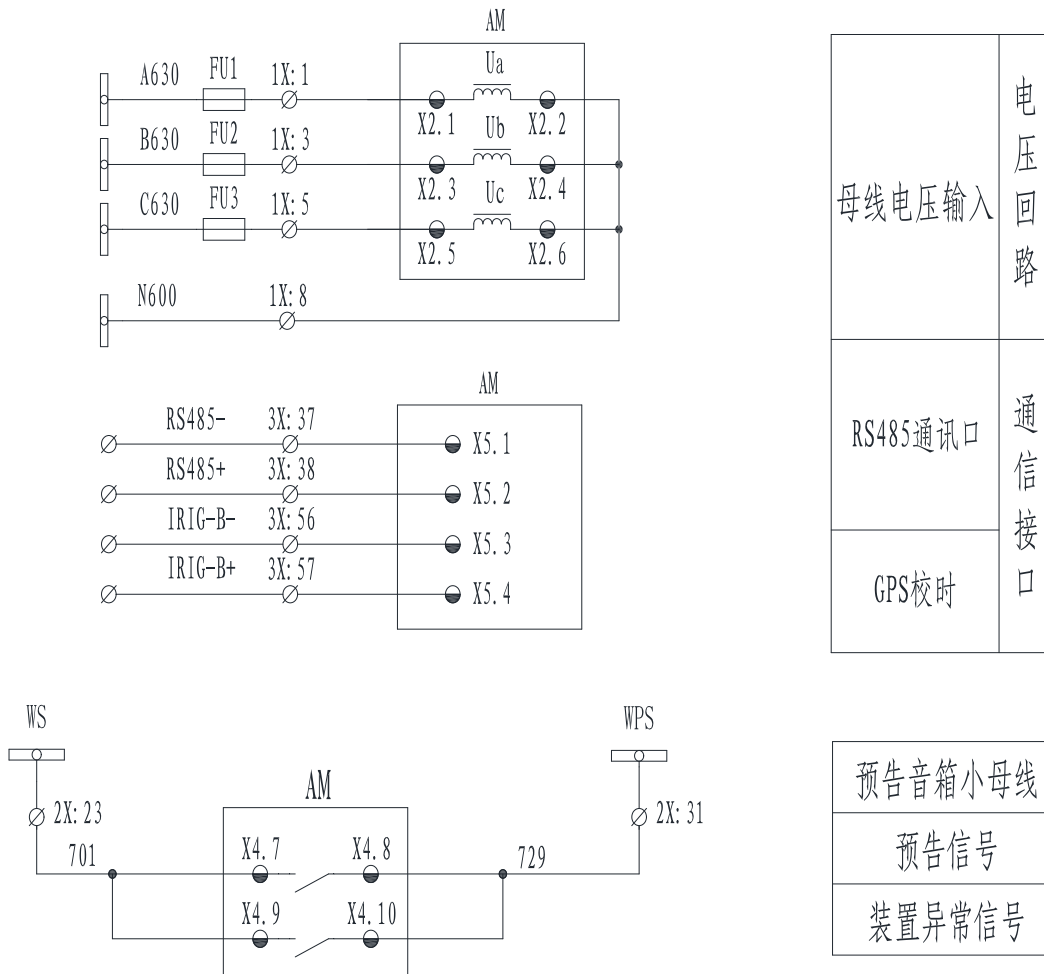 AM
A630 FU1 1X:1 Ua
X2.1 X2.2
B630 FU2 1X:3 Ub
X2.3 X2.4
C630 FU3 1X:5 Uc
X2.5 X2.6
N600 1X:8
母线电压输入
电压回路
AM
RS485- 3X:37 X5.1
RS485+ 3X:38 X5.2
IRIG-B- 3X:56 X5.3
IRIG-B+ 3X:57 X5.4
RS485通讯口
GPS校时
通信接口
WS WPS
AM
2X:23 2X:31
701 X4.7 X4.8 729
X4.9 X4.10
预告音箱小母线
预告信号
装置异常信号